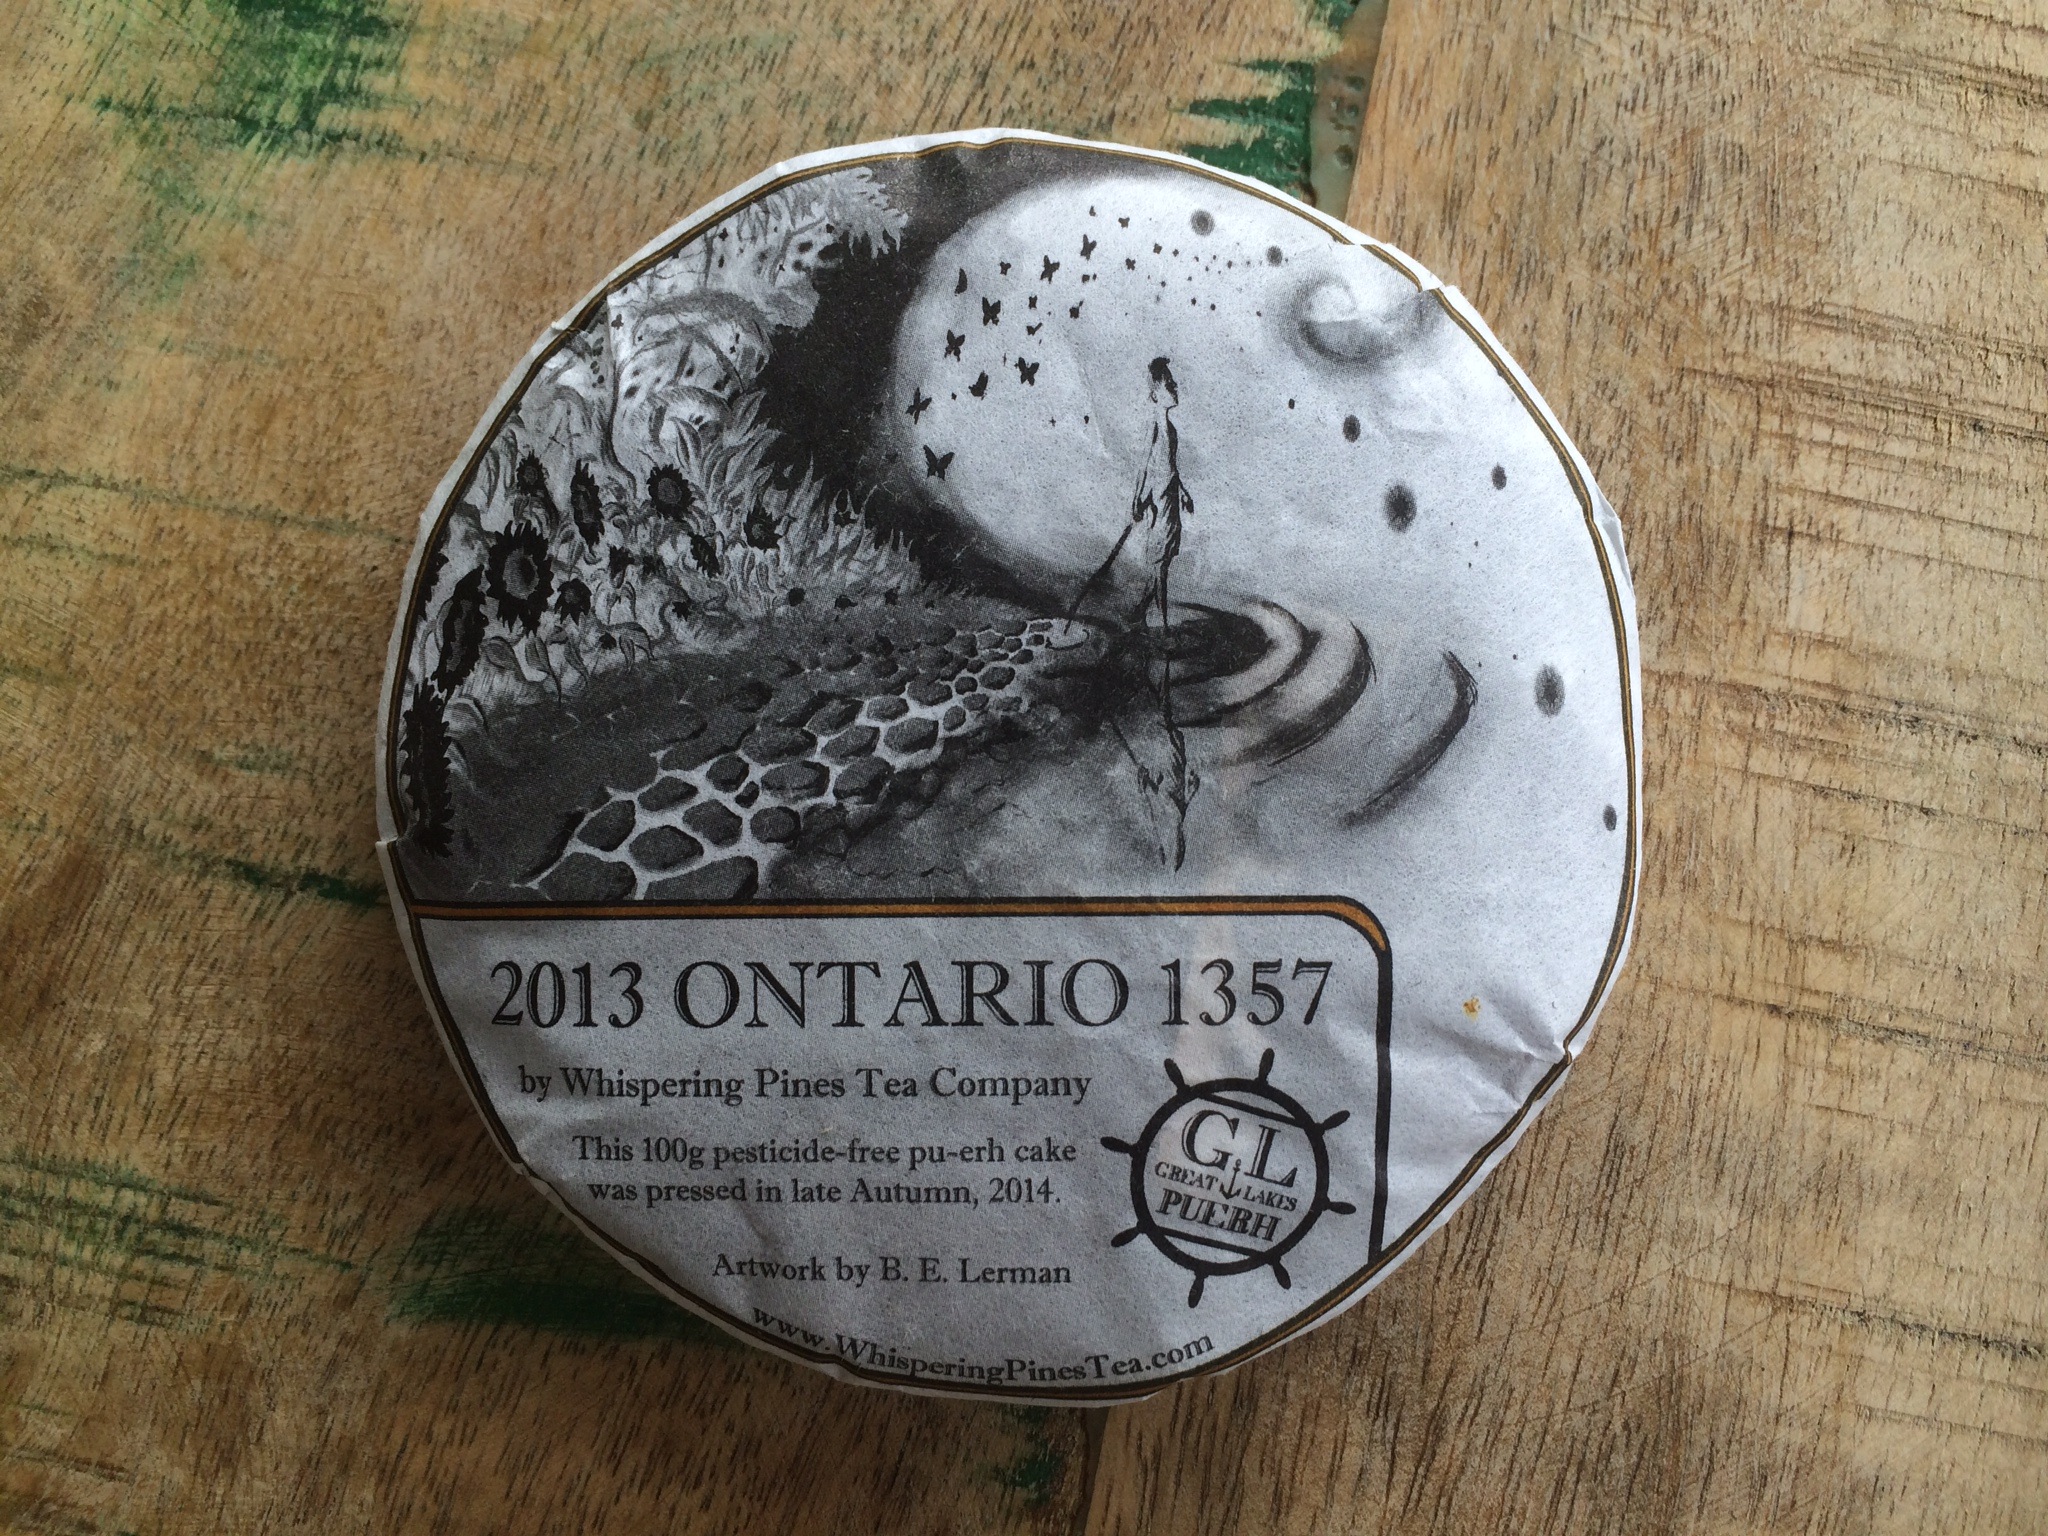 2013 ONTARIO 1357
by Whispering Pines Tea Company
This 100g pesticide-free pu-erh cake
was pressed in late Autumn, 2014.
G L
GREAT LAKES
PUERH
Artwork by B. E. Lerman
www.WhisperingPinesTea.com